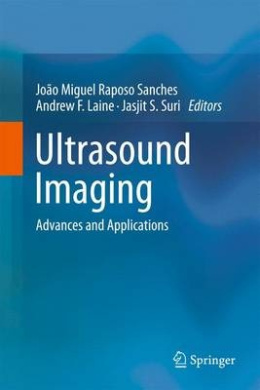 João Miguel Raposo Sanches
Andrew F. Laine · Jasjit S. Suri Editors
Ultrasound
Imaging
Advances and Applications
Springer